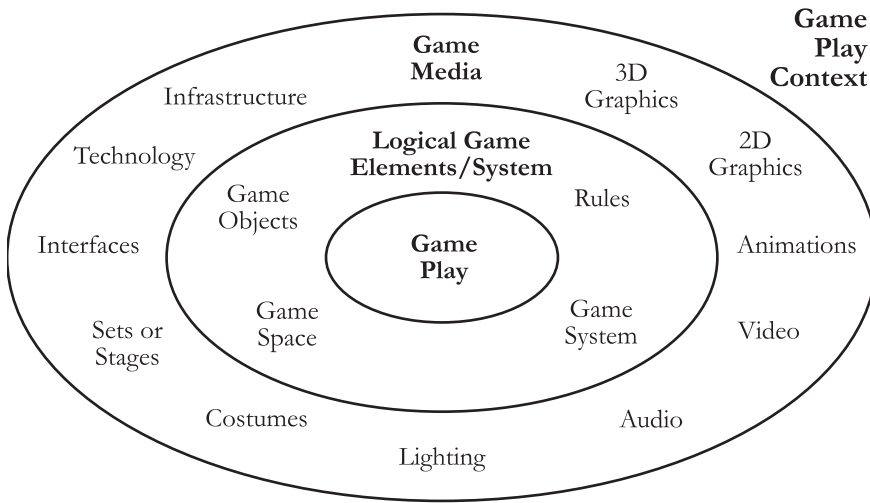 Game
Play
Context
Game
Media
3D
Graphics
Infrastructure
Logical Game
Elements/System
Technology
2D
Graphics
Game
Objects
Rules
Game
Play
Interfaces
Animations
Game
Space
Game
System
Sets or
Stages
Video
Costumes
Audio
Lighting